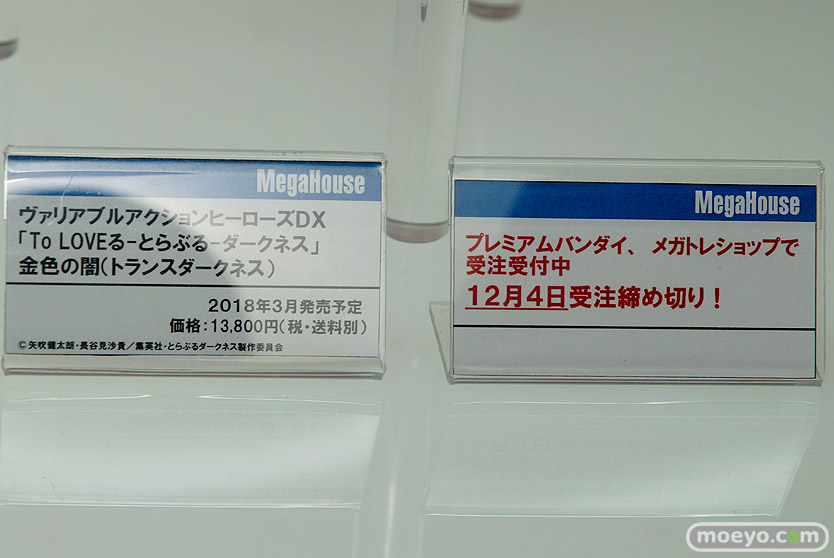 MegaHouse
ヴァリアブルアクションヒーローズDX
「To LOVEる-とらぶる-ダークネス」
金色の闇(トランスダークネス)
2018年3月発売予定
価格:13,800円(税・送料別)
©矢吹健太朗・長谷見沙貴/集英社・とらぶるダークネス製作委員会
MegaHouse
プレミアムバンダイ、メガトレショップで
受注受付中
12月4日受注締め切り!
moeyo.com